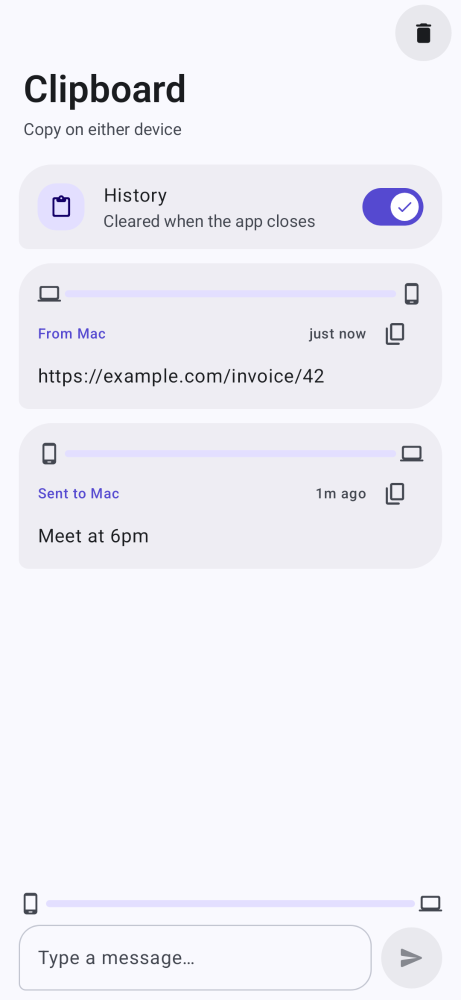 Clipboard
Copy on either device
History
Cleared when the app closes
From Mac just now
https://example.com/invoice/42
Sent to Mac 1m ago
Meet at 6pm
Type a message…